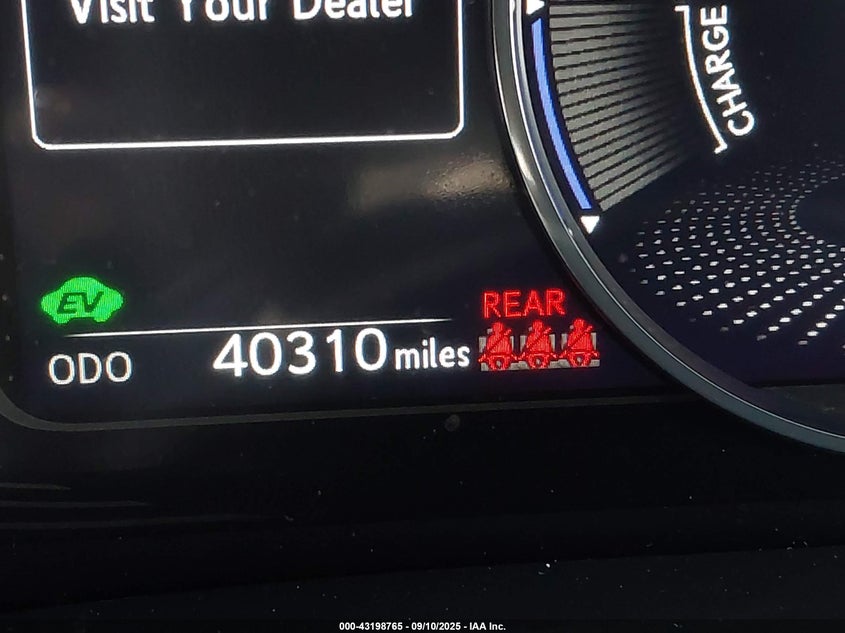 Visit Your Dealer
CHARGE
EV
REAR
ODO 40310 miles
000-43198765 - 09/10/2025 - IAA Inc.